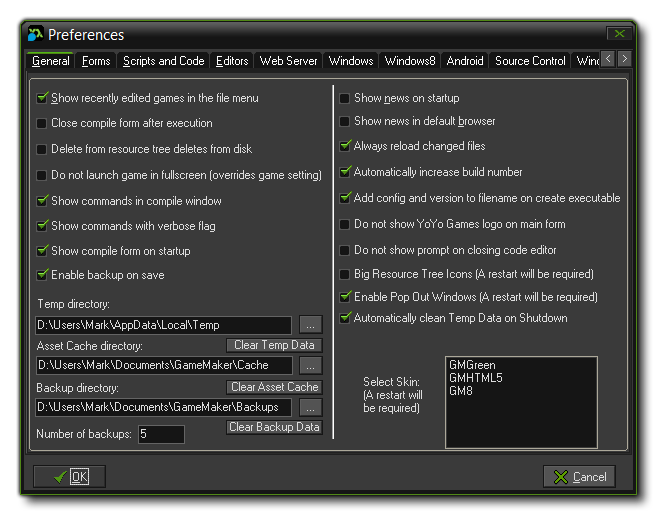 Preferences
General Forms Scripts and Code Editors Web Server Windows Windows8 Android Source Control
Show recently edited games in the file menu
Close compile form after execution
Delete from resource tree deletes from disk
Do not launch game in fullscreen (overrides game setting)
Show commands in compile window
Show commands with verbose flag
Show compile form on startup
Enable backup on save
Temp directory:
D:\Users\Mark\AppData\Local\Temp ...
Asset Cache directory: Clear Temp Data
D:\Users\Mark\Documents\GameMaker\Cache ...
Backup directory: Clear Asset Cache
D:\Users\Mark\Documents\GameMaker\Backups ...
Clear Backup Data
Number of backups: 5
Show news on startup
Show news in default browser
Always reload changed files
Automatically increase build number
Add config and version to filename on create executable
Do not show YoYo Games logo on main form
Do not show prompt on closing code editor
Big Resource Tree Icons (A restart will be required)
Enable Pop Out Windows (A restart will be required)
Automatically clean Temp Data on Shutdown
Select Skin:
(A restart will
be required)
GMGreen
GMHTML5
GM8
OK
Cancel